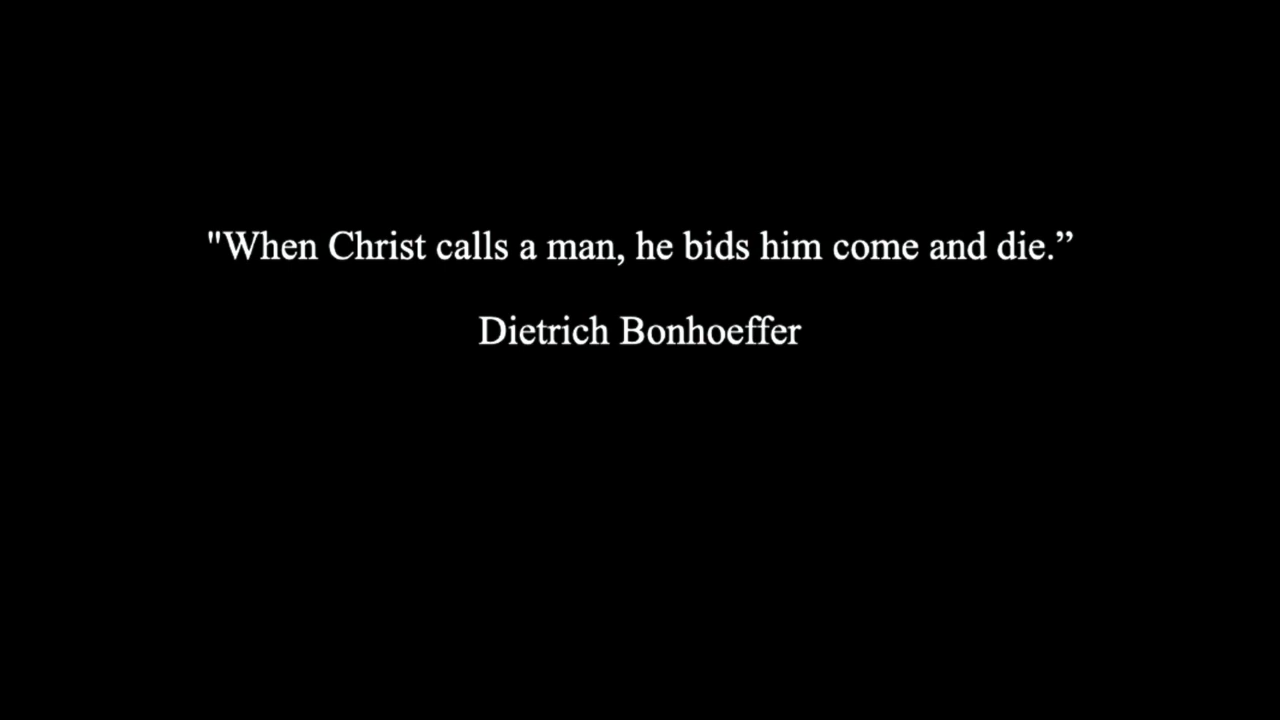 "When Christ calls a man, he bids him come and die.”
Dietrich Bonhoeffer